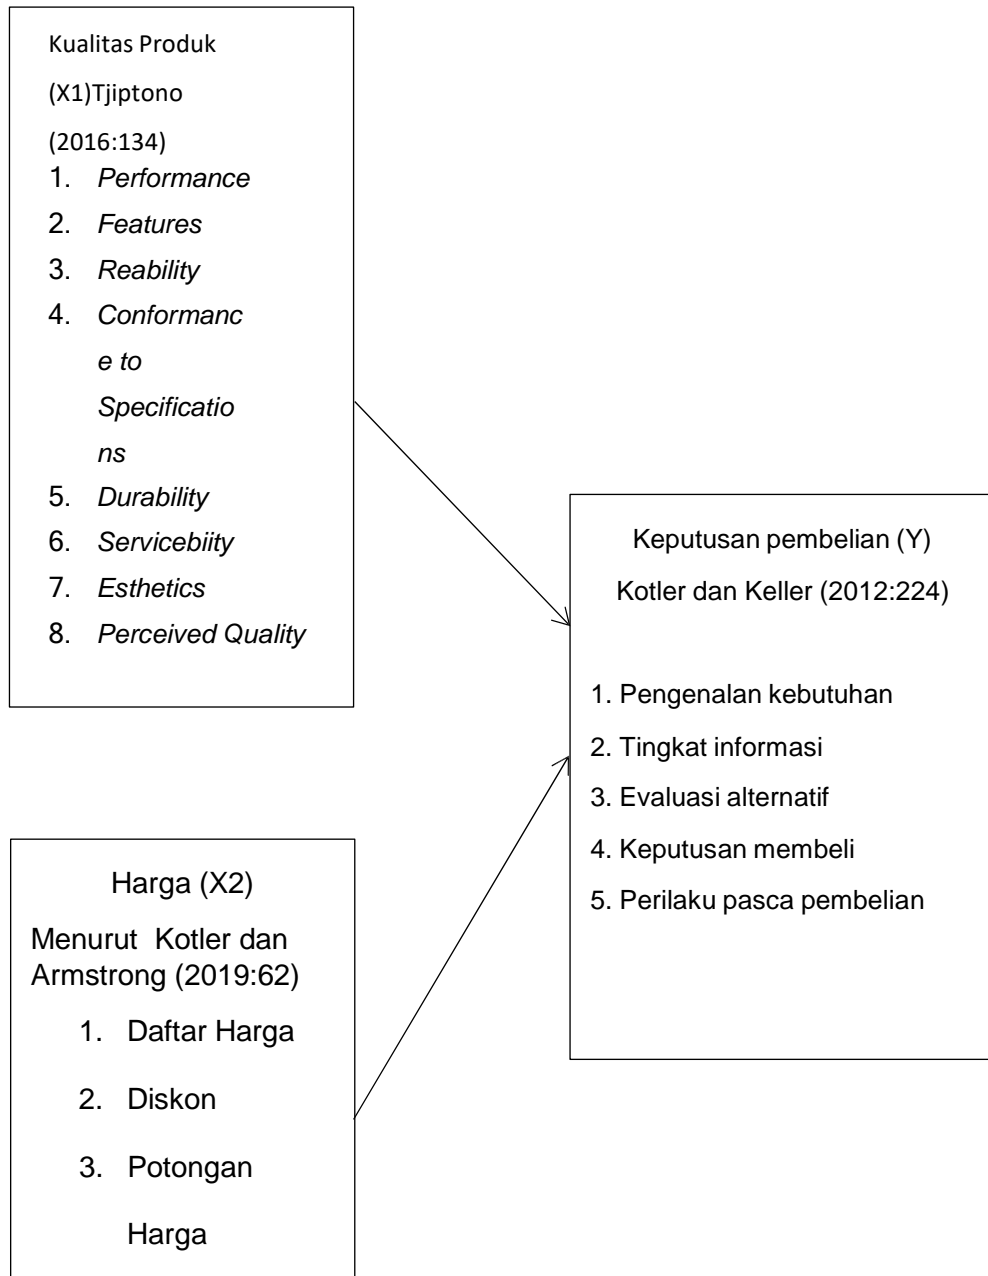 Kualitas Produk
(X1)Tjiptono
(2016:134)
1. Performance
2. Features
3. Reability
4. Conformanc
e to
Specificatio
ns
5. Durability
6. Servicebiity
7. Esthetics
8. Perceived Quality
Keputusan pembelian (Y)
Kotler dan Keller (2012:224)
1. Pengenalan kebutuhan
2. Tingkat informasi
3. Evaluasi alternatif
4. Keputusan membeli
5. Perilaku pasca pembelian
Harga (X2)
Menurut Kotler dan
Armstrong (2019:62)
1. Daftar Harga
2. Diskon
3. Potongan
Harga